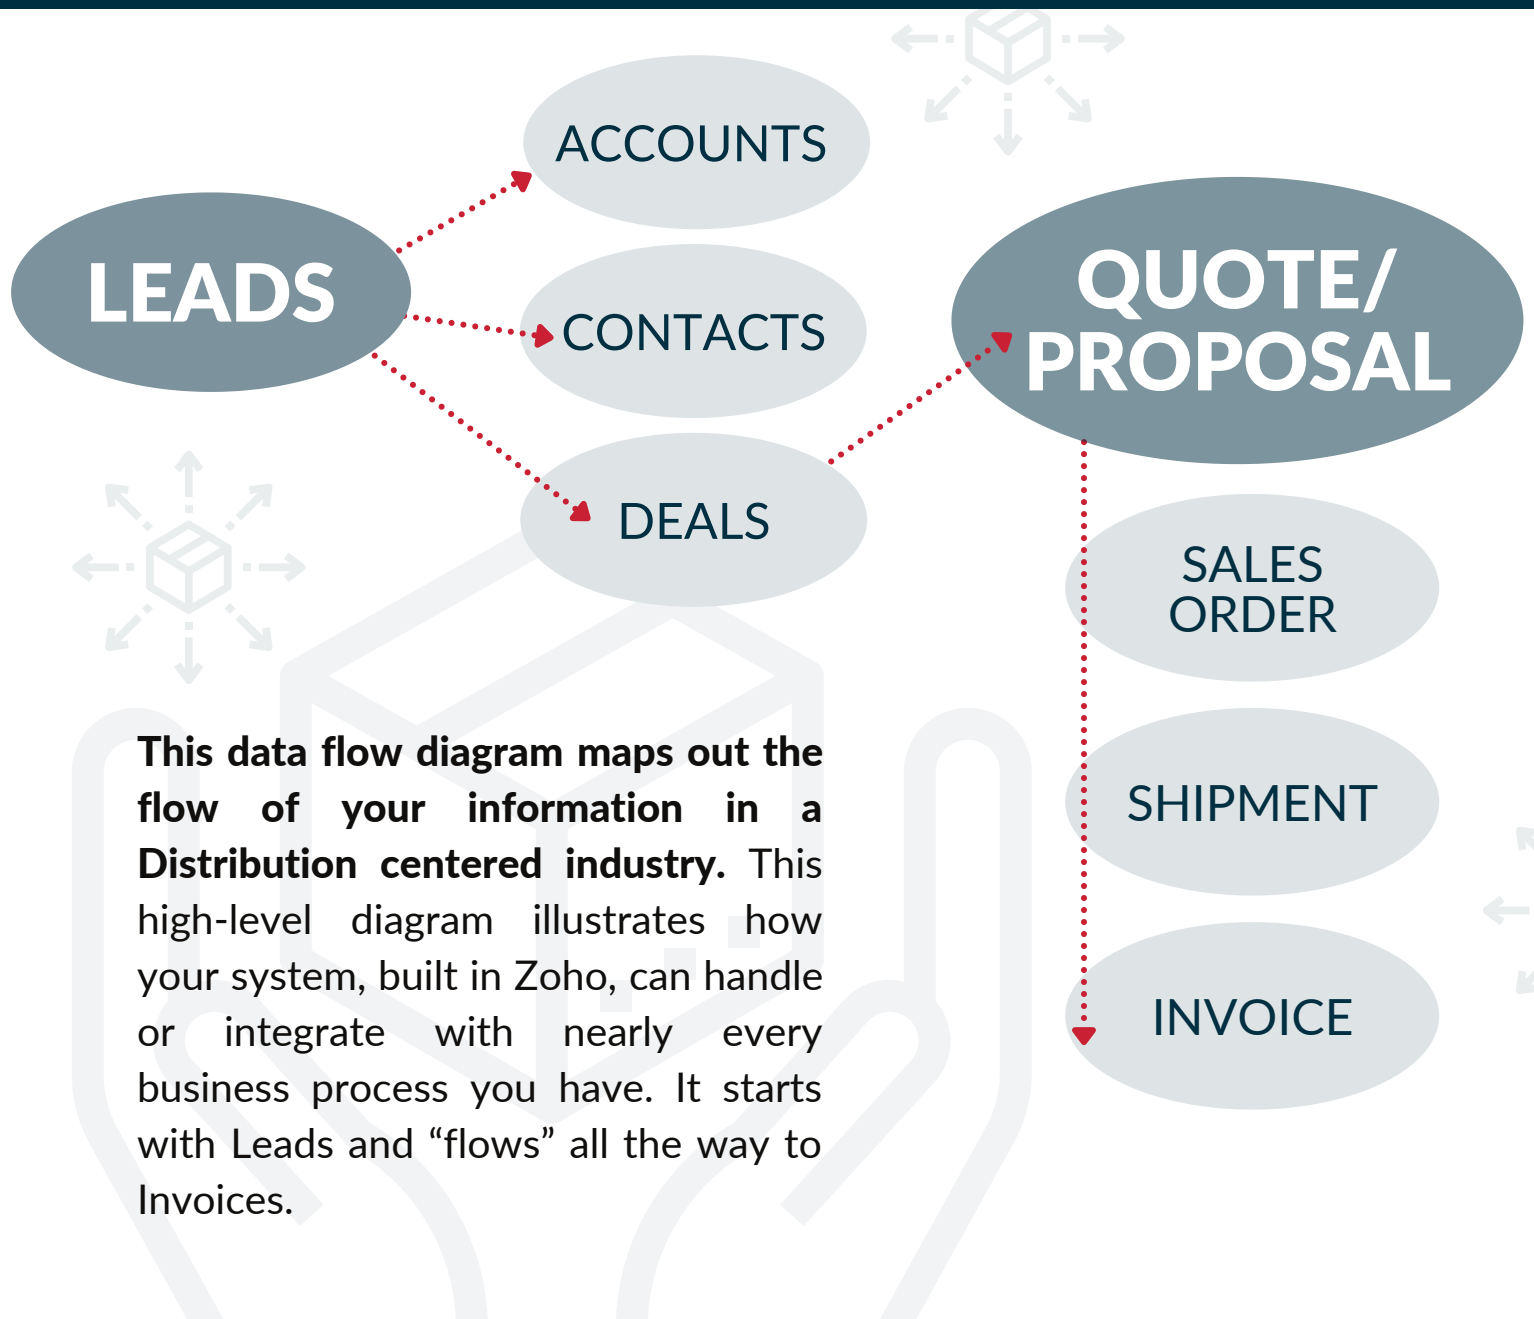 LEADS
ACCOUNTS
CONTACTS
DEALS
QUOTE/
PROPOSAL
SALES
ORDER
SHIPMENT
INVOICE
This data flow diagram maps out the
flow of your information in a
Distribution centered industry. This
high-level diagram illustrates how
your system, built in Zoho, can handle
or integrate with nearly every
business process you have. It starts
with Leads and “flows” all the way to
Invoices.